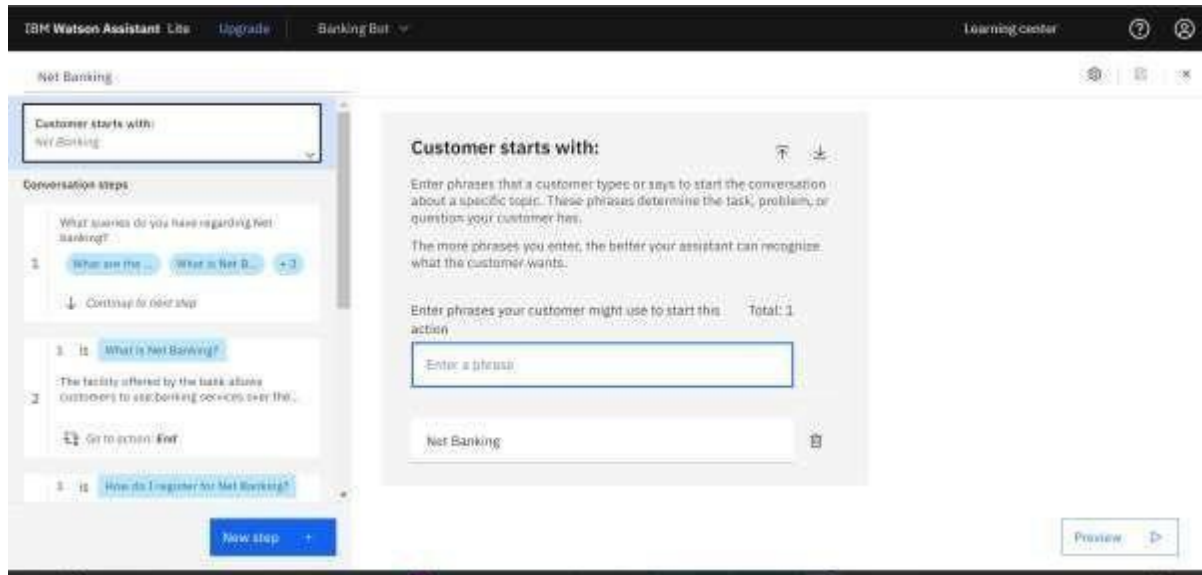 IBM Watson Assistant Lite Upgrade Banking Bot Learning center
Net Banking
Customer starts with:
Net Banking
Conversation steps
What queries do you have regarding Net
banking?
1 What are the ... What is Net B... + 3
Continue to next step
1 is What is Net Banking?
The facility offered by the bank allows
2 customers to use banking services over the...
Go to action: End
1 is How do I register for Net Banking?
New step +
Customer starts with:
Enter phrases that a customer types or says to start the conversation
about a specific topic. These phrases determine the task, problem, or
question your customer has.
The more phrases you enter, the better your assistant can recognize
what the customer wants.
Enter phrases your customer might use to start this Total: 1
action
Enter a phrase
Net Banking
Preview